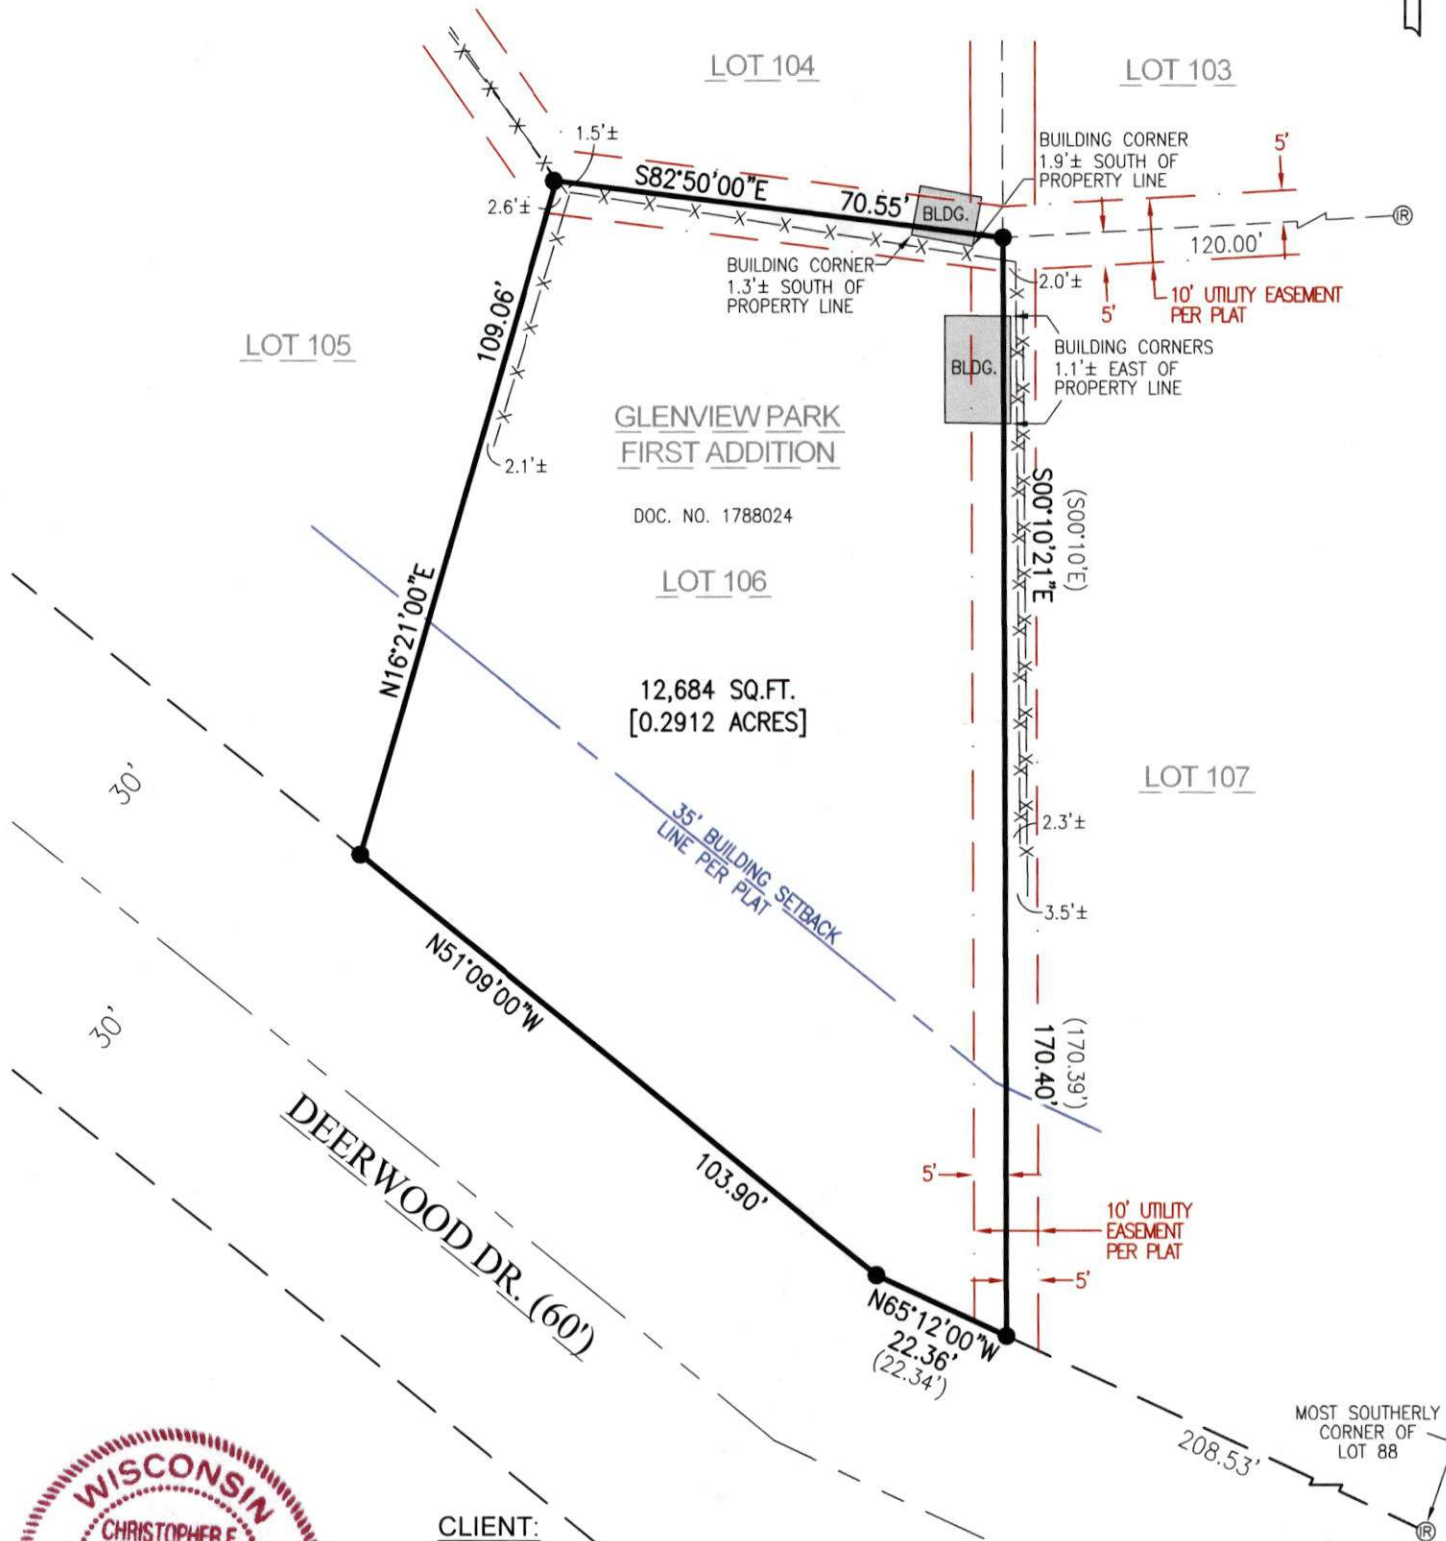 LOT 104
LOT 103
1.5'±
S82°50'00"E
70.55'
2.6'±
BLDG.
BUILDING CORNER
1.9'± SOUTH OF
PROPERTY LINE
5'
IR
120.00'
BUILDING CORNER
1.3'± SOUTH OF
PROPERTY LINE
2.0'±
5'
10' UTILITY EASEMENT
PER PLAT
LOT 105
109.06'
N16°21'00"E
2.1'±
BLDG.
BUILDING CORNERS
1.1'± EAST OF
PROPERTY LINE
GLENVIEW PARK
FIRST ADDITION
DOC. NO. 1788024
LOT 106
12,684 SQ.FT.
[0.2912 ACRES]
S00°10'21"E
(S00°10'E)
LOT 107
30'
35' BUILDING SETBACK
LINE PER PLAT
2.3'±
3.5'±
N51°09'00"W
103.90'
170.40'
(170.39')
30'
DEERWOOD DR. (60')
5'
10' UTILITY
EASEMENT
PER PLAT
5'
N65°12'00"W
22.36'
(22.34')
208.53'
MOST SOUTHERLY
CORNER OF
LOT 88
IR
WISCONSIN
CHRISTOPHER F.
CLIENT: